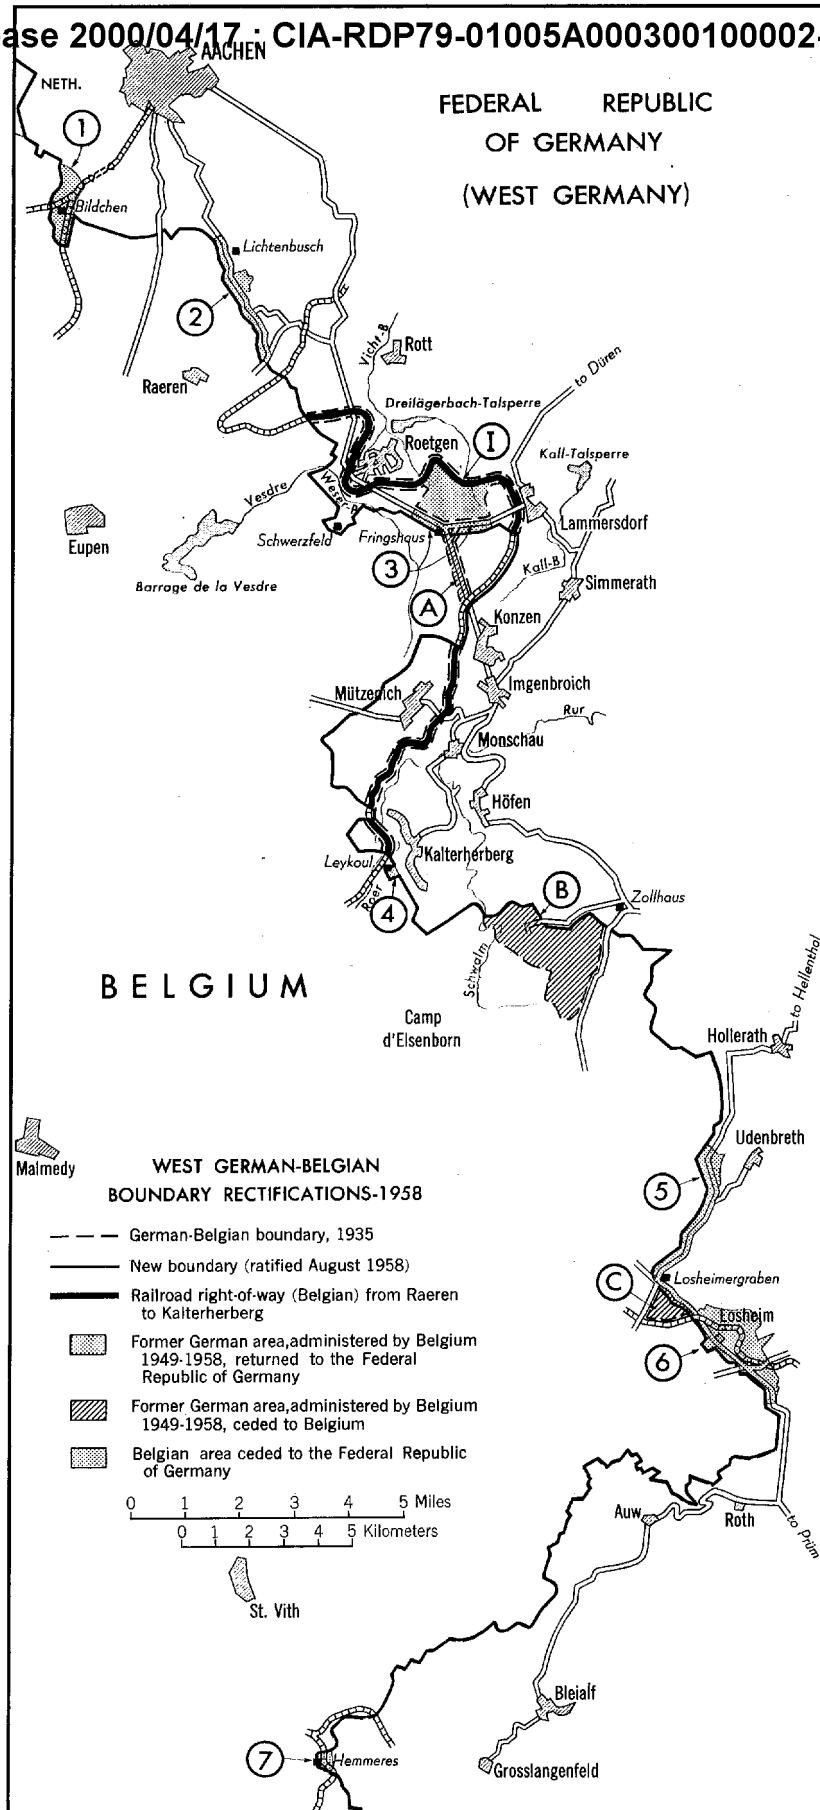 ase 2000/04/17 : CIA-RDP79-01005A000300100002-
AACHEN
NETH.
FEDERAL REPUBLIC
OF GERMANY
(WEST GERMANY)
1
Bildchen
Lichtenbusch
2
Vicht-B
Rott
to Düren
Raeren
Dreilägerbach-Talsperre
Roetgen
I
Kall-Talsperre
Vesdre
Weser-B
Lammersdorf
Eupen
Schwerzfeld
Fringshaus
3
Kall-B
Barrage de la Vesdre
Simmerath
A
Konzen
Mützenich
Imgenbroich
Rur
Monschau
Höfen
Leykoul
Kalterherberg
Roer
4
B
Zollhaus
Schwalm
BELGIUM
to Hellenthal
Camp
d'Elsenborn
Hollerath
Malmedy
Udenbreth
5
WEST GERMAN-BELGIAN
BOUNDARY RECTIFICATIONS-1958
German-Belgian boundary, 1935
New boundary (ratified August 1958)
Railroad right-of-way (Belgian) from Raeren
to Kalterherberg
Former German area,administered by Belgium
1949-1958, returned to the Federal
Republic of Germany
Former German area,administered by Belgium
1949-1958, ceded to Belgium
Belgian area ceded to the Federal Republic
of Germany
0 1 2 3 4 5 Miles
0 1 2 3 4 5 Kilometers
C
Losheimergraben
Losheim
6
Auw
Roth
to Prüm
St. Vith
Bleialf
7
Hemmeres
Grosslangenfeld